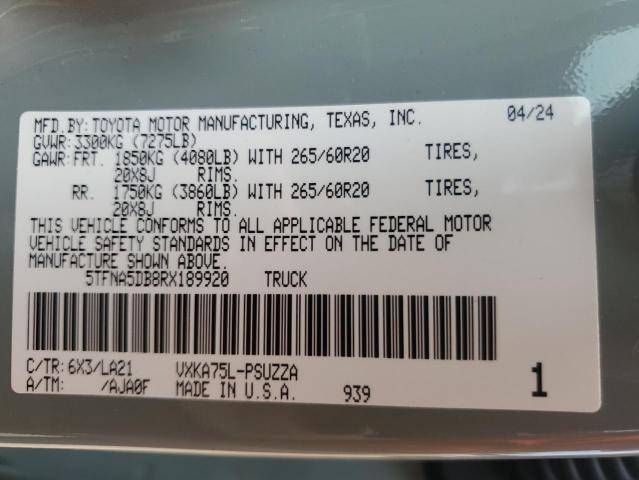 MFD.BY:TOYOTA MOTOR MANUFACTURING, TEXAS, INC. 04/24
GVWR:3300KG (7275LB)
GAWR:FRT. 1850KG (4080LB) WITH 265/60R20 TIRES,
20X8J RIMS.
RR. 1750KG (3860LB) WITH 265/60R20 TIRES,
20X8J RIMS.
THIS VEHICLE CONFORMS TO ALL APPLICABLE FEDERAL MOTOR
VEHICLE SAFETY STANDARDS IN EFFECT ON THE DATE OF
MANUFACTURE SHOWN ABOVE.
5TFNA5DB8RX189920 TRUCK
C/TR:6X3/LA21 VXKA75L-PSUZZA
A/TM: /AJA0F MADE IN U.S.A. 939 1